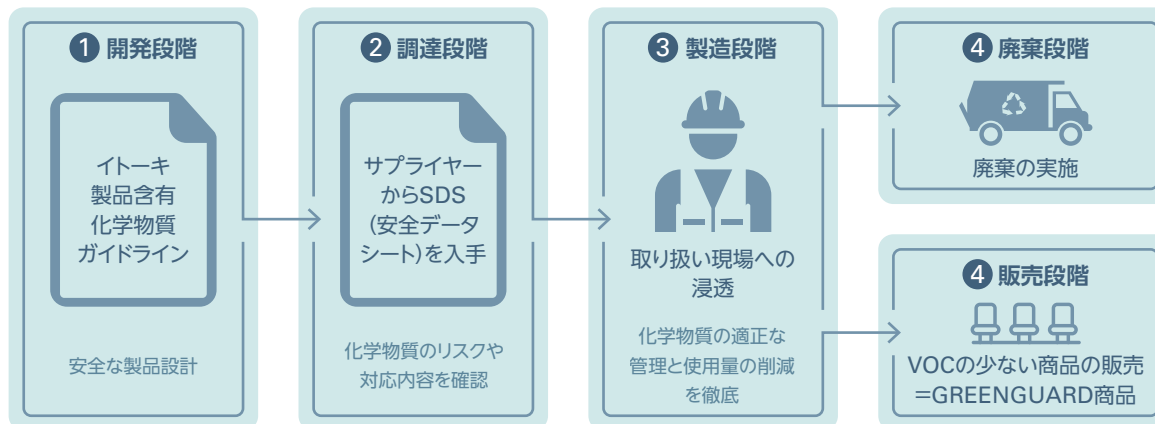 ❶ 開発段階
イトーキ
製品含有
化学物質
ガイドライン
安全な製品設計
❷ 調達段階
サプライヤー
からSDS
(安全データ
シート)を入手
化学物質のリスクや
対応内容を確認
❸ 製造段階
取り扱い現場への
浸透
化学物質の適正な
管理と使用量の削減
を徹底
❹ 廃棄段階
廃棄の実施
❹ 販売段階
VOCの少ない商品の販売
=GREENGUARD商品